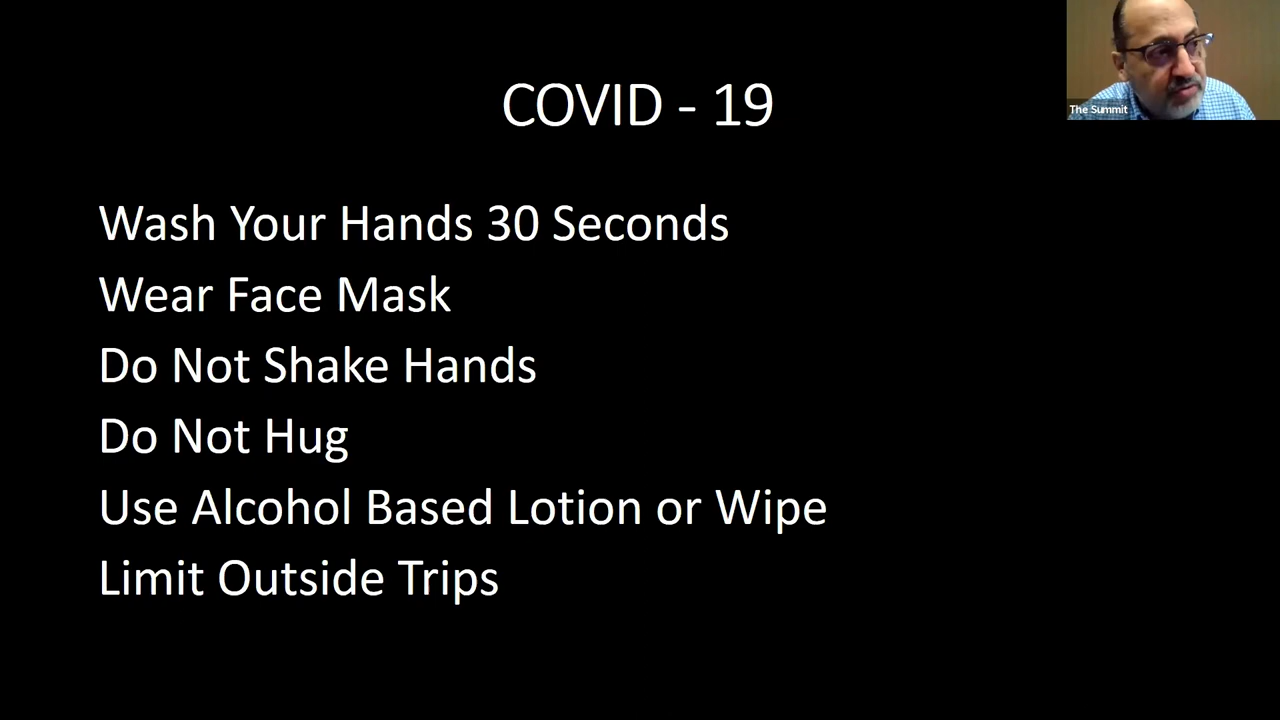 COVID - 19
The Summit
Wash Your Hands 30 Seconds
Wear Face Mask
Do Not Shake Hands
Do Not Hug
Use Alcohol Based Lotion or Wipe
Limit Outside Trips